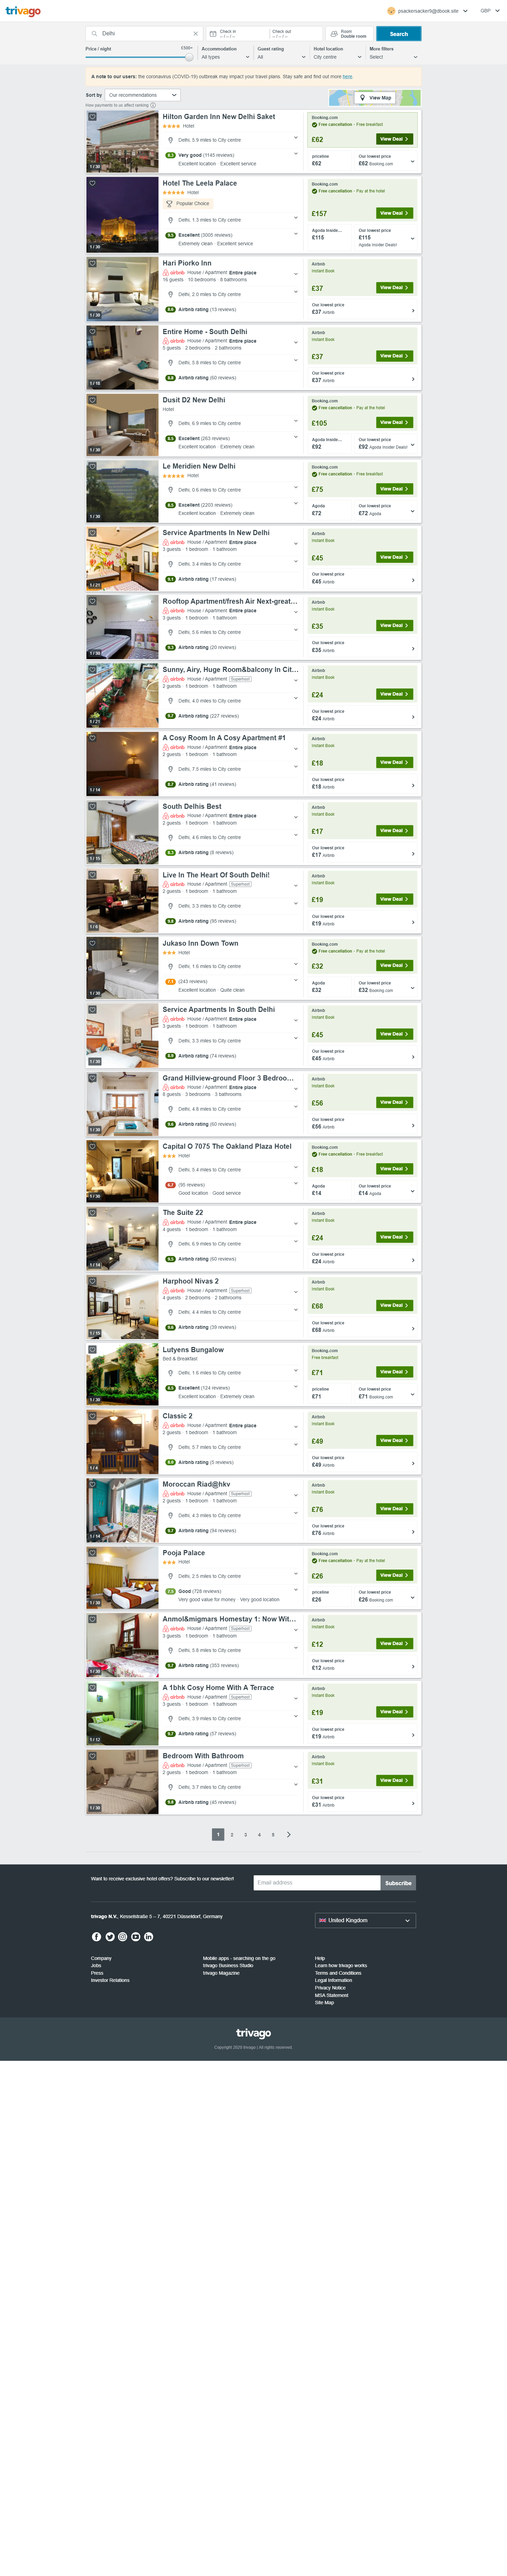 trivago
GBP
Delhi
Check in
Check out
Room
Double room
Search
Price / night
Accommodation
All types
Guest rating
All
Hotel location
City centre
More filters
Select
A note to our users: the coronavirus (COVID-19) outbreak may impact your travel plans. Stay safe and find out more here.
Sort by
Our recommendations
How payments to us affect ranking
View Map
Hilton Garden Inn New Delhi Saket
Hotel
Very good (1145 reviews)
Excellent location · Excellent service
Booking.com
Free cancellation · Free breakfast
£62
View Deal
priceline
£62
Our lowest price
£62 Booking.com
Hotel The Leela Palace
Hotel
Popular Choice
Delhi, 1.3 miles to City centre
Excellent (3005 reviews)
Extremely clean · Excellent service
Booking.com
Free cancellation · Pay at the hotel
£157
View Deal
Agoda Inside...
£115
Our lowest price
£115
Agoda Insider Deals!
Hari Piorko Inn
airbnb House / Apartment Entire place
16 guests · 10 bedrooms · 6 bathrooms
Delhi, 2.0 miles to City centre
Airbnb rating (13 reviews)
Airbnb
Instant Book
£37
View Deal
Our lowest price
£37 Airbnb
Entire Home - South Delhi
airbnb House / Apartment Entire place
5 guests · 2 bedrooms · 2 bathrooms
Delhi, 5.8 miles to City centre
Airbnb rating (60 reviews)
Airbnb
Instant Book
£37
View Deal
Our lowest price
£37 Airbnb
Dusit D2 New Delhi
Hotel
Delhi, 6.9 miles to City centre
Excellent (263 reviews)
Excellent location · Extremely clean
Booking.com
Free cancellation · Pay at the hotel
£105
View Deal
Agoda Inside...
£92
Our lowest price
£92 Agoda Insider Deals!
Le Meridien New Delhi
Hotel
Delhi, 0.6 miles to City centre
Excellent (2203 reviews)
Excellent location · Extremely clean
Booking.com
Free cancellation · Free breakfast
£75
View Deal
Agoda
£72
Our lowest price
£72 Agoda
Service Apartments In New Delhi
airbnb House / Apartment Entire place
3 guests · 1 bedroom · 1 bathroom
Delhi, 3.4 miles to City centre
Airbnb rating (17 reviews)
Airbnb
Instant Book
£45
View Deal
Our lowest price
£45 Airbnb
Rooftop Apartment/fresh Air Next-great...
airbnb House / Apartment Entire place
3 guests · 1 bedroom · 1 bathroom
Delhi, 5.6 miles to City centre
Airbnb rating (20 reviews)
Airbnb
Instant Book
£35
View Deal
Our lowest price
£35 Airbnb
Sunny, Airy, Huge Room&balcony In Cit...
airbnb House / Apartment Superhost
2 guests · 1 bedroom · 1 bathroom
Delhi, 4.0 miles to City centre
Airbnb rating (227 reviews)
Airbnb
Instant Book
£24
View Deal
Our lowest price
£24 Airbnb
A Cosy Room In A Cosy Apartment #1
airbnb House / Apartment Entire place
2 guests · 1 bedroom · 1 bathroom
Delhi, 7.5 miles to City centre
Airbnb rating (41 reviews)
Airbnb
Instant Book
£18
View Deal
Our lowest price
£18 Airbnb
South Delhis Best
airbnb House / Apartment Entire place
2 guests · 1 bedroom · 1 bathroom
Delhi, 4.6 miles to City centre
Airbnb
Instant Book
£17
View Deal
Our lowest price
£17 Airbnb
Live In The Heart Of South Delhi!
airbnb House / Apartment Superhost
2 guests · 1 bedroom · 1 bathroom
Delhi, 3.3 miles to City centre
Airbnb
Instant Book
£19
View Deal
Our lowest price
£19 Airbnb
Jukaso Inn Down Town
Hotel
Delhi, 1.6 miles to City centre
(243 reviews)
Excellent location · Quite clean
Booking.com
Free cancellation · Pay at the hotel
£32
View Deal
Agoda
£32
Our lowest price
£32 Booking.com
Service Apartments In South Delhi
airbnb House / Apartment Entire place
3 guests · 1 bedroom · 1 bathroom
Delhi, 3.3 miles to City centre
Airbnb rating (74 reviews)
Airbnb
Instant Book
£45
View Deal
Our lowest price
£45 Airbnb
Grand Hillview-ground Floor 3 Bedroo...
airbnb House / Apartment Entire place
3 bedrooms · 3 bathrooms
Delhi, 4.8 miles to City centre
Airbnb rating (60 reviews)
Airbnb
Instant Book
£56
View Deal
Our lowest price
£56 Airbnb
Capital O 7075 The Oakland Plaza Hotel
Hotel
Delhi, 5.4 miles to City centre
Good location · Good service
Booking.com
Free cancellation · Free breakfast
£18
View Deal
Agoda
£14
Our lowest price
£14 Agoda
The Suite 22
airbnb House / Apartment Entire place
4 guests · 1 bedroom · 1 bathroom
Delhi, 6.9 miles to City centre
Airbnb rating (60 reviews)
Airbnb
Instant Book
£24
View Deal
Our lowest price
£24 Airbnb
Harphool Nivas 2
airbnb House / Apartment Superhost
4 guests · 2 bedrooms · 2 bathrooms
Delhi, 4.4 miles to City centre
Airbnb rating (39 reviews)
Airbnb
Instant Book
£68
View Deal
Our lowest price
£68 Airbnb
Lutyens Bungalow
Bed & Breakfast
Delhi, 1.6 miles to City centre
Excellent (124 reviews)
Excellent location · Extremely clean
Booking.com
Free breakfast
£71
View Deal
priceline
£71
Our lowest price
£71 Booking.com
Classic 2
airbnb House / Apartment Entire place
2 guests · 1 bedroom · 1 bathroom
Delhi, 5.7 miles to City centre
Airbnb rating (5 reviews)
Airbnb
Instant Book
£49
View Deal
Our lowest price
£49 Airbnb
Moroccan Riad@hkv
airbnb House / Apartment Superhost
2 guests · 1 bedroom · 1 bathroom
Delhi, 4.3 miles to City centre
Airbnb rating (94 reviews)
Airbnb
Instant Book
£76
View Deal
Our lowest price
£76 Airbnb
Pooja Palace
Hotel
Delhi, 2.5 miles to City centre
Good (728 reviews)
Very good value for money · Very good location
Booking.com
Free cancellation · Pay at the hotel
£26
View Deal
priceline
£26
Our lowest price
£26 Booking.com
Anmol&migmars Homestay 1: Now Wit...
airbnb House / Apartment Superhost
3 guests · 1 bedroom · 1 bathroom
Delhi, 5.8 miles to City centre
Airbnb rating (353 reviews)
Airbnb
Instant Book
£12
View Deal
Our lowest price
£12 Airbnb
A 1bhk Cosy Home With A Terrace
airbnb House / Apartment Superhost
3 guests · 1 bedroom · 1 bathroom
Delhi, 3.9 miles to City centre
Airbnb rating (57 reviews)
Airbnb
Instant Book
£19
View Deal
Our lowest price
£19 Airbnb
Bedroom With Bathroom
airbnb House / Apartment Superhost
2 guests · 1 bedroom · 1 bathroom
Delhi, 3.7 miles to City centre
Airbnb rating (45 reviews)
Airbnb
Instant Book
£31
View Deal
Our lowest price
£31 Airbnb
1 2 3 4 5
Want to receive exclusive hotel offers? Subscribe to our newsletter!
Email address
Subscribe
trivago N.V., Kesselstraße 5 – 7, 40221 Düsseldorf, Germany
United Kingdom
Company
Jobs
Press
Investor Relations
Mobile apps - searching on the go
trivago Business Studio
trivago Magazine
Help
Learn how trivago works
Terms and Conditions
Legal information
Privacy Notice
MSA Statement
Site Map
trivago
Copyright 2020 trivago | All rights reserved.